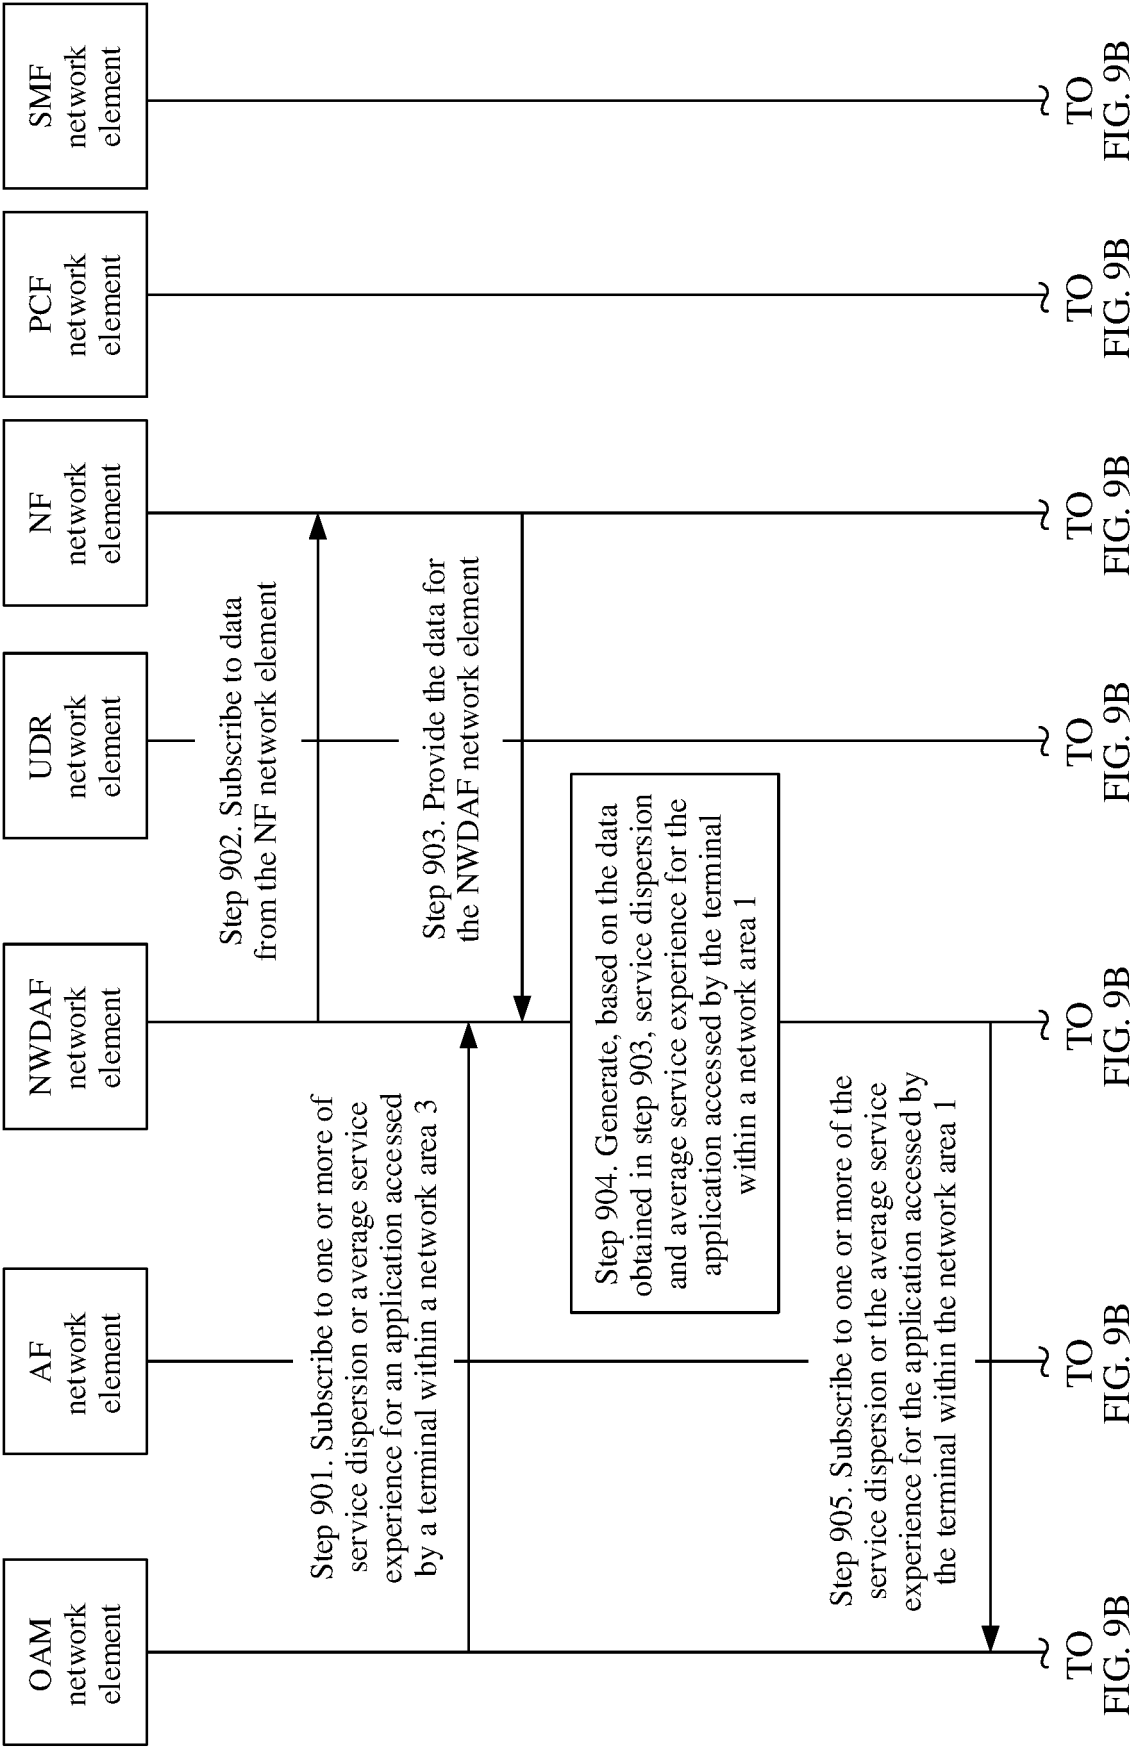 OAM
network
element
AF
network
element
NWDAF
network
element
UDR
network
element
NF
network
element
PCF
network
element
SMF
network
element
Step 902. Subscribe to data
from the NF network element
Step 901. Subscribe to one or more of
service dispersion or average service
experience for an application accessed
by a terminal within a network area 3
Step 903. Provide the data for
the NWDAF network element
Step 904. Generate, based on the data
obtained in step 903, service dispersion
and average service experience for the
application accessed by the terminal
within a network area 1
Step 905. Subscribe to one or more of the
service dispersion or the average service
experience for the application accessed by
the terminal within the network area 1
TO
FIG. 9B
TO
FIG. 9B
TO
FIG. 9B
TO
FIG. 9B
TO
FIG. 9B
TO
FIG. 9B
TO
FIG. 9B